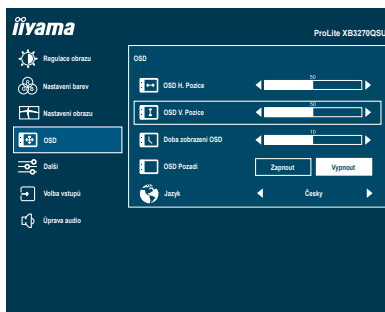 iiyama
ProLite XB3270QSU
Regulace obrazu
Nastavení barev
Nastavení obrazu
OSD
Další
Volba vstupů
Úprava audio
OSD
OSD H. Pozice
50
OSD V. Pozice
50
Doba zobrazení OSD
10
OSD Pozadí
Zapnout
Vypnout
Jazyk
Česky